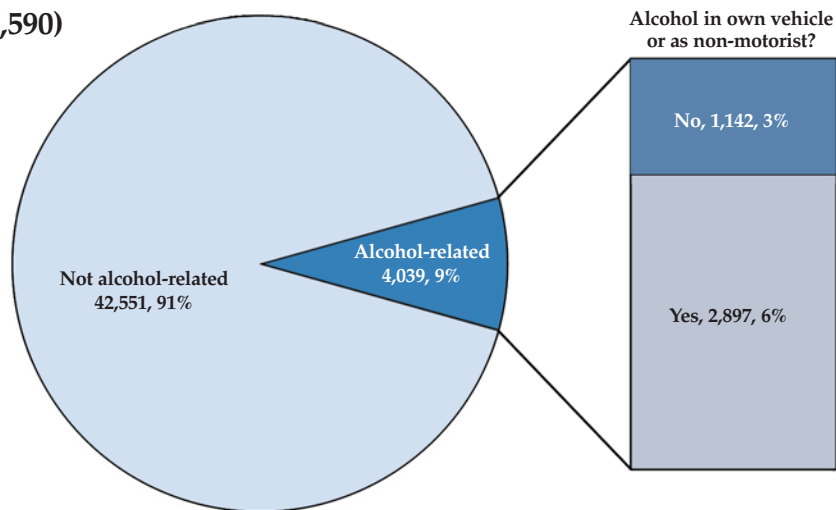 ,590)
Alcohol in own vehicle
or as non-motorist?
No, 1,142, 3%
Alcohol-related
4,039, 9%
Not alcohol-related
42,551, 91%
Yes, 2,897, 6%